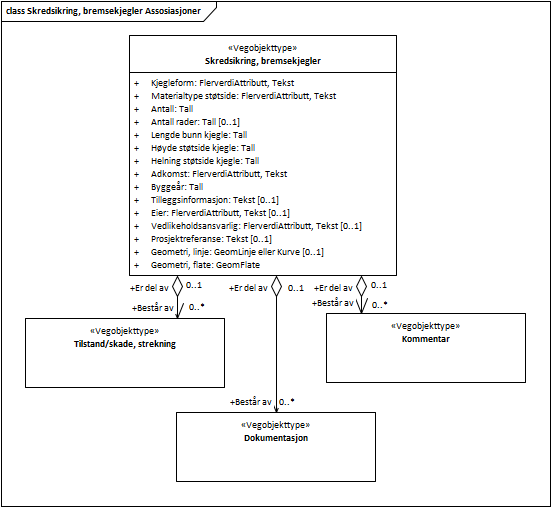 class Skredsikring, bremsekjegler Assosiasjoner
«Vegobjekttype»
Skredsikring, bremsekjegler
+ Kjegleform: FlerverdiAttributt, Tekst
+ Materialtype støtside: FlerverdiAttributt, Tekst
+ Antall: Tall
+ Antall rader: Tall [0..1]
+ Lengde bunn kjegle: Tall
+ Høyde støtside kjegle: Tall
+ Helning støtside kjegle: Tall
+ Adkomst: FlerverdiAttributt, Tekst
+ Byggeår: Tall
+ Tilleggsinformasjon: Tekst [0..1]
+ Eier: FlerverdiAttributt, Tekst [0..1]
+ Vedlikeholdsansvarlig: FlerverdiAttributt, Tekst [0..1]
+ Prosjektreferanse: Tekst [0..1]
+ Geometri, linje: GeomLinje eller Kurve [0..1]
+ Geometri, flate: GeomFlate
+Er del av 0..1 +Er del av 0..1 +Er del av 0..1
+Består av 0..* +Består av 0..*
«Vegobjekttype»
Tilstand/skade, strekning
«Vegobjekttype»
Kommentar
+Består av 0..*
«Vegobjekttype»
Dokumentasjon